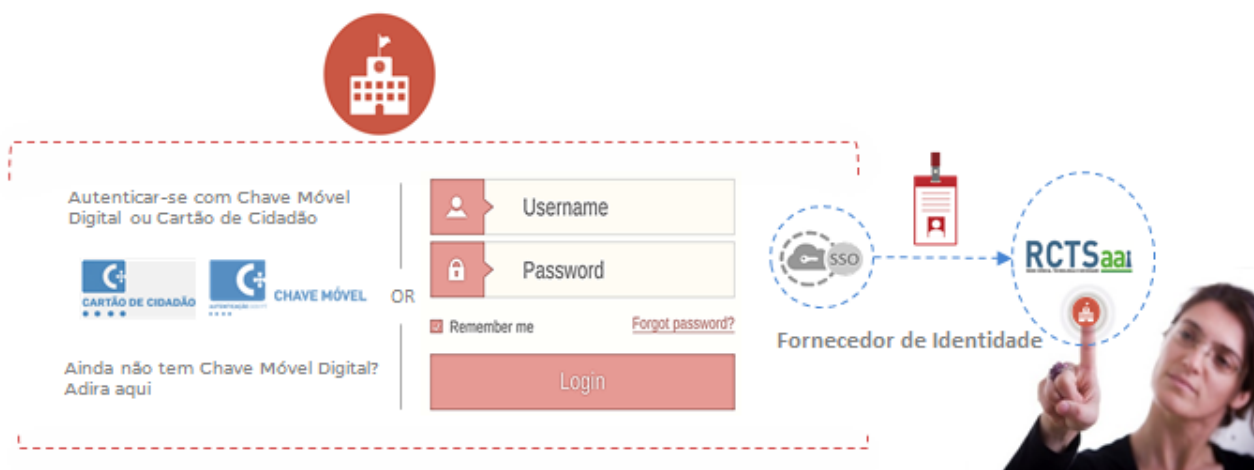 Autenticar-se com Chave Móvel
Digital ou Cartão de Cidadão
CARTÃO DE CIDADÃO
CHAVE MÓVEL
Ainda não tem Chave Móvel Digital?
Adira aqui
OR
Username
Password
Remember me
Forgot password?
Login
SSO
Fornecedor de Identidade
RCTSaai